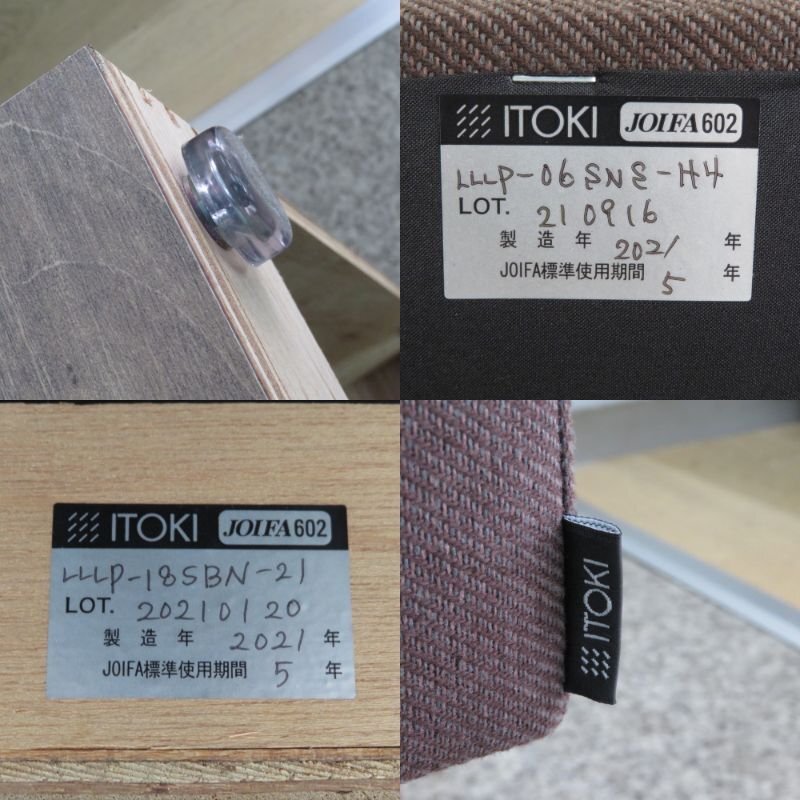 ITOKI JOIFA602
LLLP-06SNS-H4
LOT. 210916
製造年 2021 年
JOIFA標準使用期間 5 年
ITOKI JOIFA602
LLLP-18SBN-21
LOT. 20210120
製造年 2021 年
JOIFA標準使用期間 5 年
ITOKI